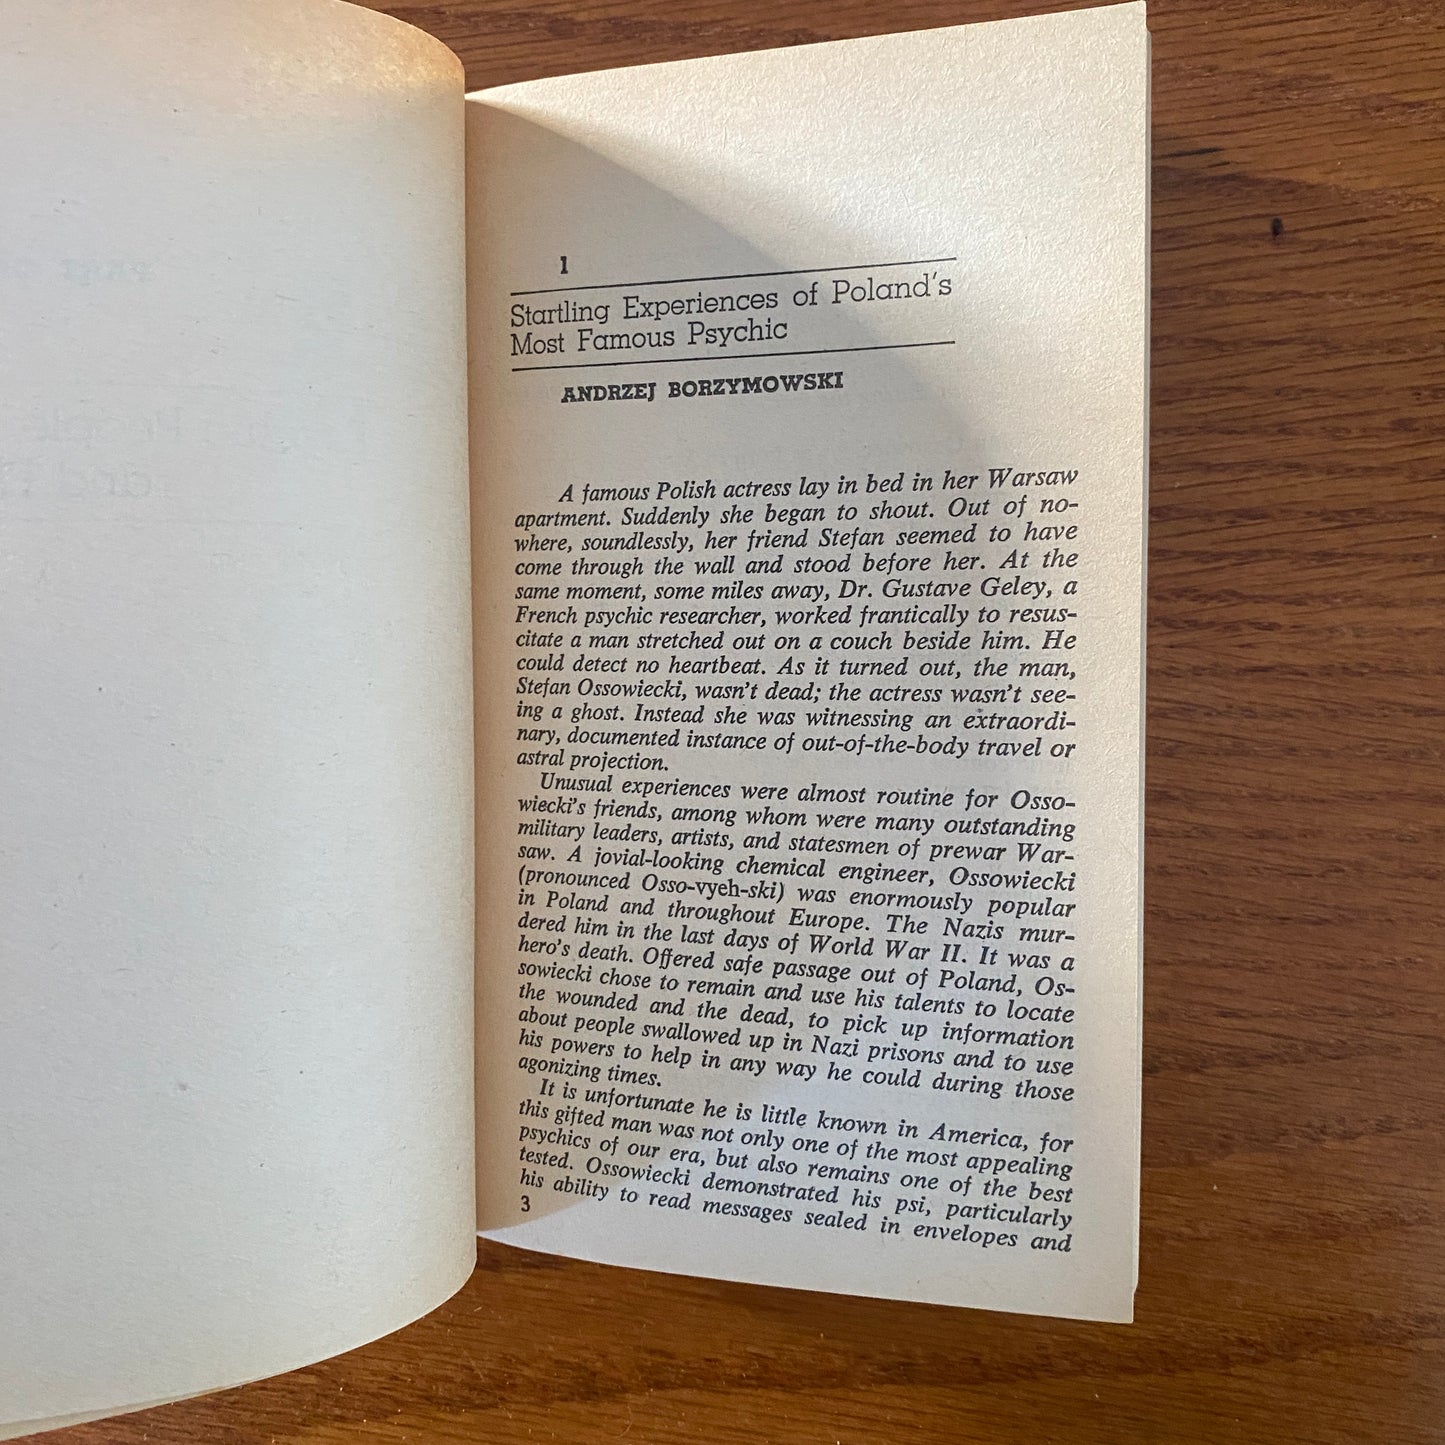 1
Startling Experiences of Poland's
Most Famous Psychic
ANDRZEJ BORZYMOWSKI
A famous Polish actress lay in bed in her Warsaw
apartment. Suddenly she began to shout. Out of no-
where, soundlessly, her friend Stefan seemed to have
come through the wall and stood before her. At the
same moment, some miles away, Dr. Gustave Geley, a
French psychic researcher, worked frantically to resus-
citate a man stretched out on a couch beside him. He
could detect no heartbeat. As it turned out, the man,
Stefan Ossowiecki, wasn't dead; the actress wasn't see-
ing a ghost. Instead she was witnessing an extraordi-
nary, documented instance of out-of-the-body travel or
astral projection.
Unusual experiences were almost routine for Osso-
wiecki's friends, among whom were many outstanding
military leaders, artists, and statesmen of prewar War-
saw. A jovial-looking chemical engineer, Ossowiecki
(pronounced Osso-vyeh-ski) was enormously popular
in Poland and throughout Europe. The Nazis mur-
dered him in the last days of World War II. It was a
hero's death. Offered safe passage out of Poland, Os-
sowiecki chose to remain and use his talents to locate
the wounded and the dead, to pick up information
about people swallowed up in Nazi prisons and to use
his powers to help in any way he could during those
agonizing times.
It is unfortunate he is little known in America, for
this gifted man was not only one of the most appealing
psychics of our era, but also remains one of the best
tested. Ossowiecki demonstrated his psi, particularly
his ability to read messages sealed in envelopes and
3